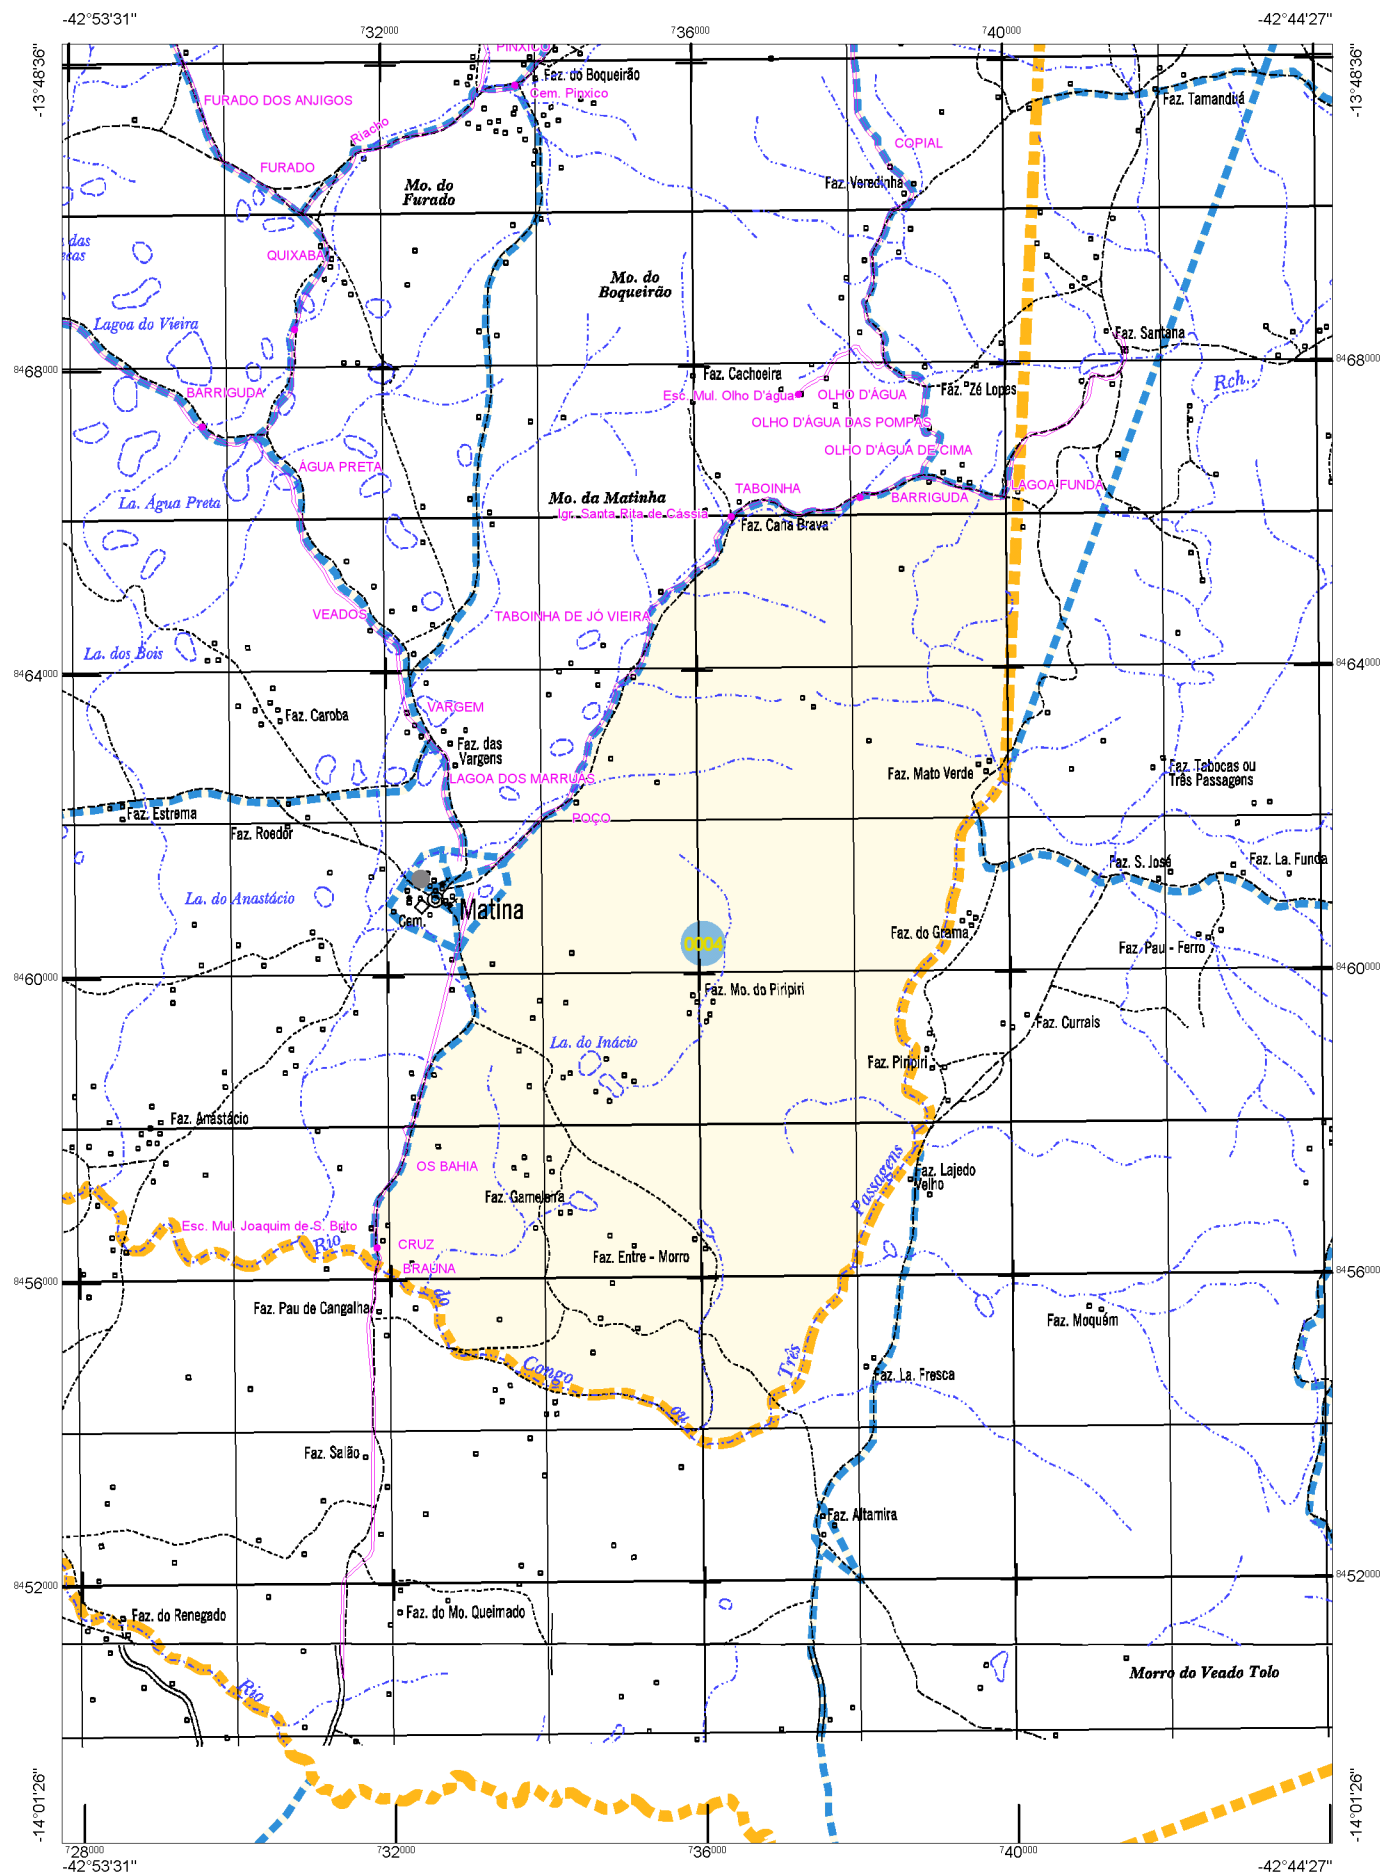 -42°53'31"
732000
736000
740000
-42°44'27"
-13°48'36"
-13°48'36"
PINXICO
Faz. do Boqueirão
Cem. Pinxico
FURADO DOS ANJIGOS
Faz. Tamanduá
Riacho
COPIAL
FURADO
Mo. do
Furado
Faz. Veredinha
das
QUIXABA
Mo. do
Boqueirão
Lagoa do Vieira
Faz. Santana
8468000
8468000
Faz. Cachoeira
Rch.
BARRIGUDA
Esc. Mul. Olho D'água
OLHO D'ÁGUA
Faz. Zé Lopes
OLHO D'ÁGUA DAS POMPAS
OLHO D'ÁGUA DE CIMA
ÁGUA PRETA
TABOINHA
BARRIGUDA
LAGOA FUNDA
La. Água Preta
Mo. da Matinha
Igr. Santa Rita de Cássia
Faz. Cana Brava
VEADOS
TABOINHA DE JÓ VIEIRA
La. dos Bois
8464000
8464000
Faz. Caroba
VARGEM
Faz. das
Vargens
LAGOA DOS MARRUAS
Faz. Mato Verde
Faz. Tabocas ou
Três Passagens
Faz. Estrema
Faz. Roedor
POÇO
Faz. S. José
Faz. La. Funda
La. do Anastácio
Cem.
Matina
Faz. do Grama
Faz. Pau - Ferro
0004
8460000
8460000
Faz. Mo. do Piripiri
Faz. Currais
La. do Inácio
Faz. Piripiri
Faz. Anastácio
OS BAHIA
Passagens
Faz. Lajedo
Velho
Faz. Gameleira
Esc. Mul. Joaquim de S. Brito
Rio
CRUZ
Faz. Entre - Morro
BRAÚNA
8456000
8456000
do
Faz. Pau de Cangalha
Faz. Moquém
Congo
Três
Faz. La. Fresca
ou
Faz. Salão
Faz. Altamira
8452000
8452000
Faz. do Renegado
Faz. do Mo. Queimado
Morro do Veado Tolo
Rio
-14°01'26"
-14°01'26"
728000
732000
736000
740000
-42°53'31"
-42°44'27"